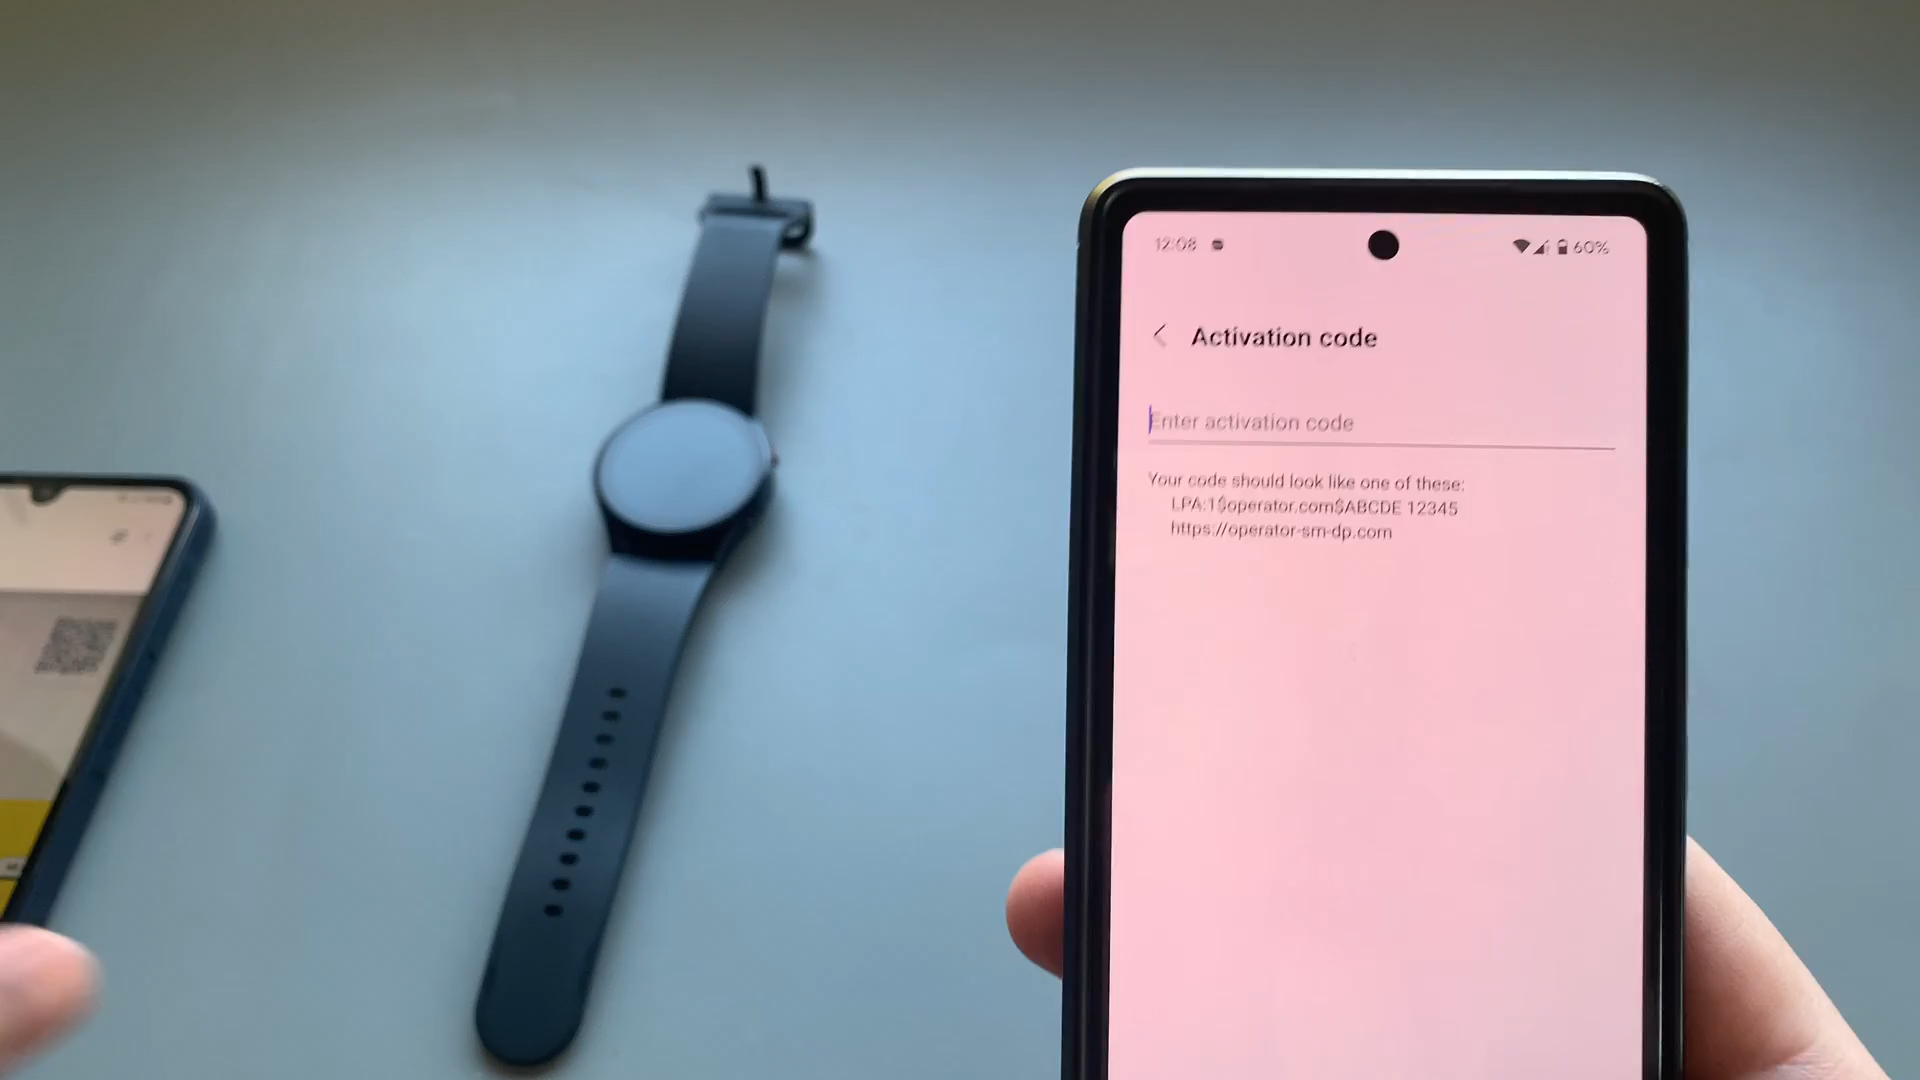 12:08
60%
Activation code
Enter activation code
Your code should look like one of these:
LPA:1$operator.com$ABCDE 12345
https://operator-sm-dp.com